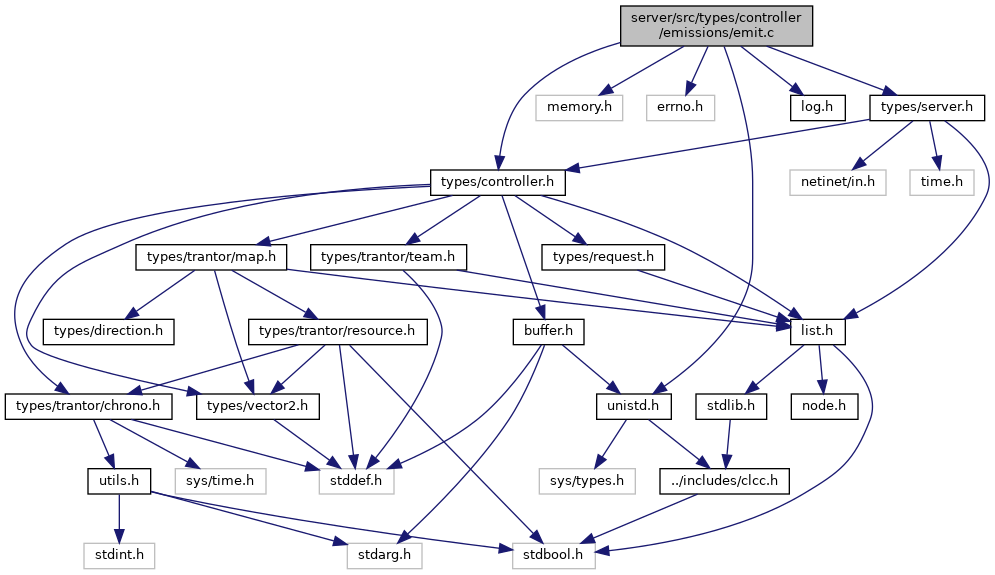 server/src/types/controller
/emissions/emit.c
memory.h
errno.h
log.h
types/server.h
types/controller.h
netinet/in.h
time.h
types/trantor/map.h
types/trantor/team.h
types/request.h
types/direction.h
types/trantor/resource.h
buffer.h
list.h
types/trantor/chrono.h
types/vector2.h
unistd.h
stdlib.h
node.h
utils.h
sys/time.h
stddef.h
sys/types.h
../includes/clcc.h
stdint.h
stdarg.h
stdbool.h